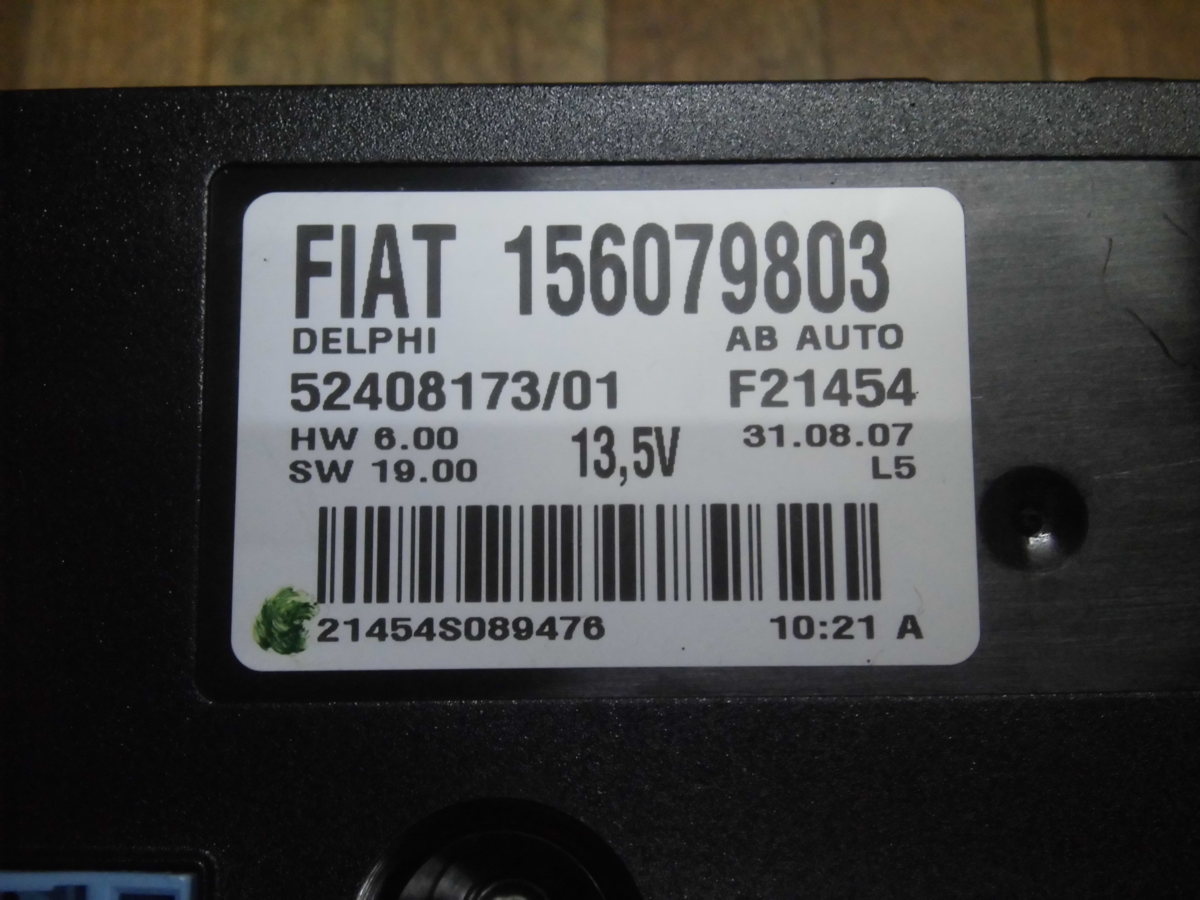 FIAT 156079803
DELPHI AB AUTO
52408173/01 F21454
HW 6.00 13,5V 31.08.07
SW 19.00 L5
21454S089476 10:21 A